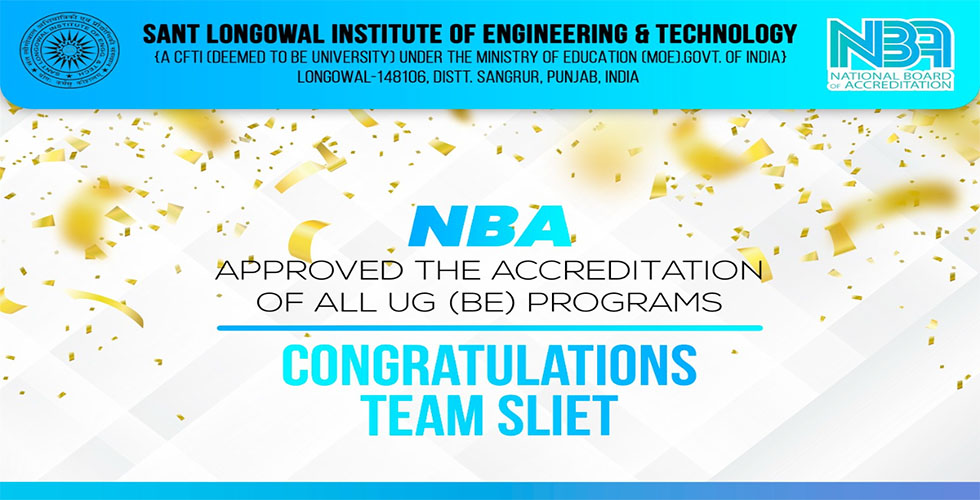 SANT LONGOWAL INSTITUTE OF ENGINEERING & TECHNOLOGY
{A CFTI (DEEMED TO BE UNIVERSITY) UNDER THE MINISTRY OF EDUCATION (MOE).GOVT. OF INDIA}
LONGOWAL-148106, DISTT. SANGRUR, PUNJAB, INDIA
NBA
NATIONAL BOARD
OF ACCREDITATION
NBA
APPROVED THE ACCREDITATION
OF ALL UG (BE) PROGRAMS
CONGRATULATIONS
TEAM SLIET